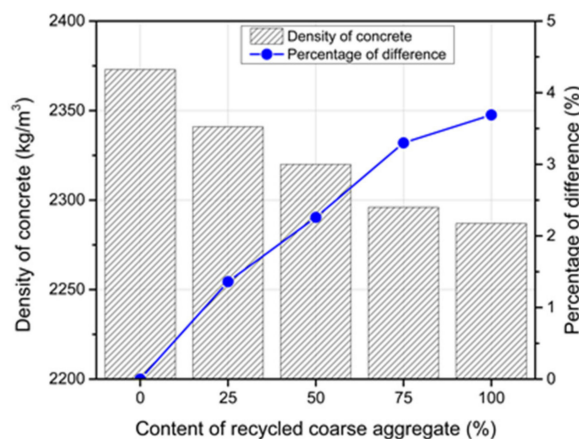 2400
2350
2300
2250
2200
Density of concrete (kg/m³)
Density of concrete
Percentage of difference
5
4
3
2
1
0
Percentage of difference (%)
0 25 50 75 100
Content of recycled coarse aggregate (%)